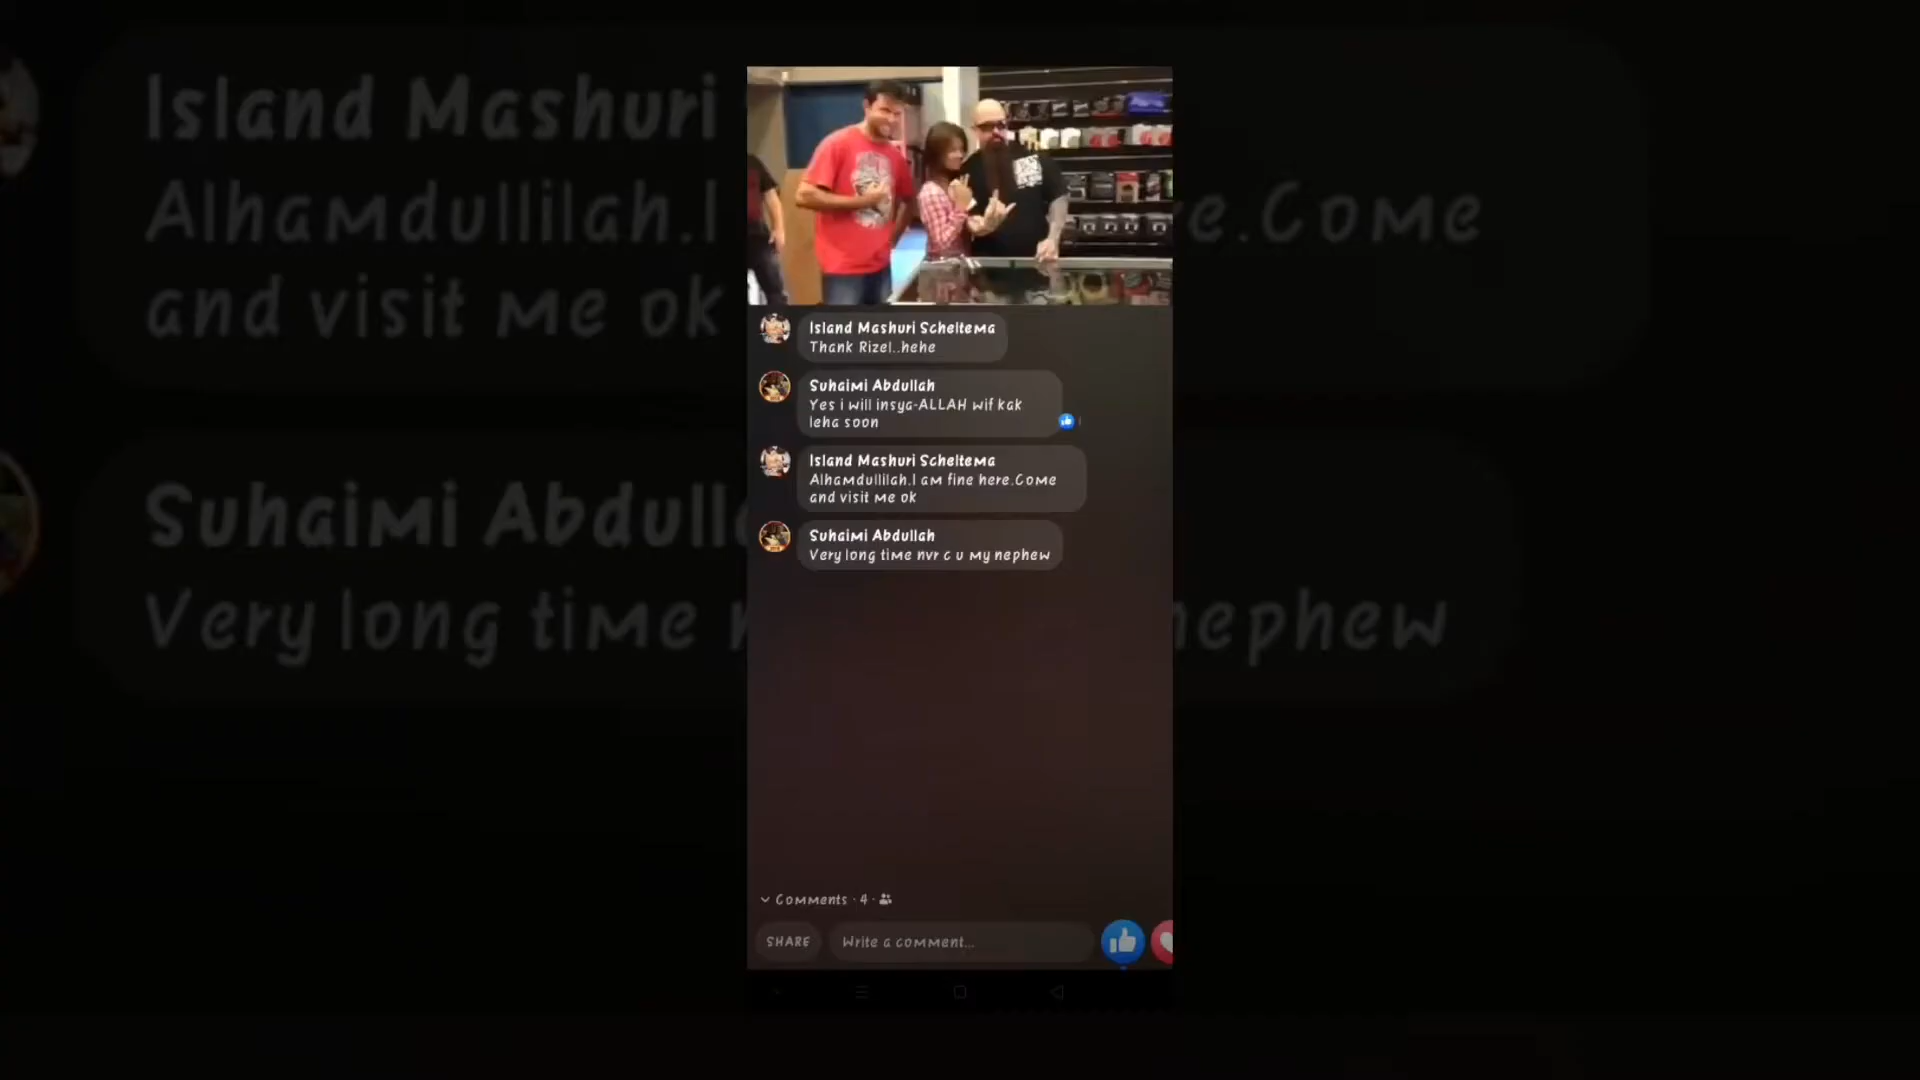 Island Mashuri Scheltema
Thank Rizel..hehe
Suhaimi Abdullah
Yes i will insya-ALLAH wif kak
leha soon
Island Mashuri Scheltema
Alhamdullilah.I am fine here.Come
and visit me ok
Suhaimi Abdullah
Very long time nvr c u my nephew
Comments · 4 ·
SHARE
Write a comment...
Island Mashuri
Alhamdullilah.I
e.Come
and visit me ok
Suhaimi Abdull
Very long time
nephew